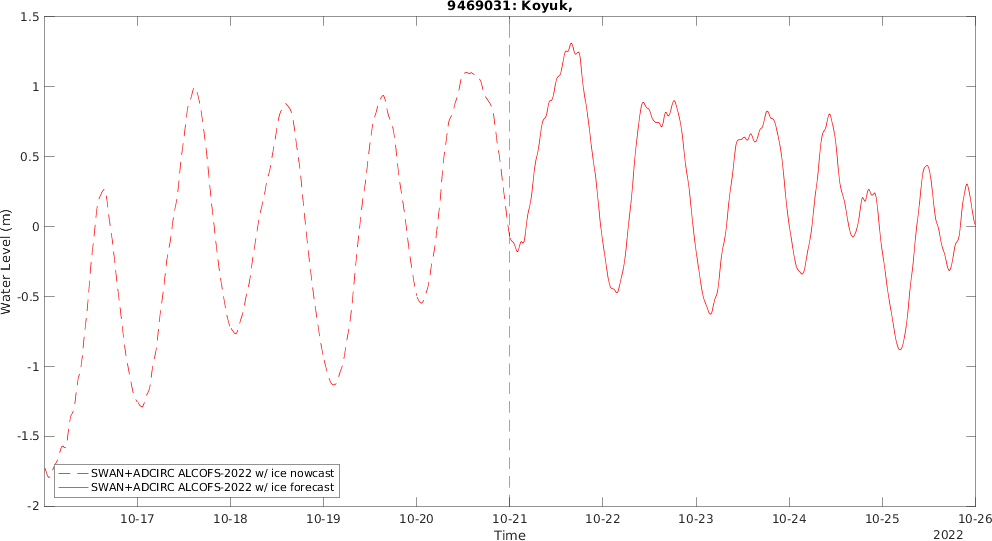 9469031: Koyuk,
1.5
1
0.5
0
-0.5
-1
-1.5
-2
Water Level (m)
SWAN+ADCIRC ALCOFS-2022 w/ ice nowcast
SWAN+ADCIRC ALCOFS-2022 w/ ice forecast
10-17 10-18 10-19 10-20 10-21 10-22 10-23 10-24 10-25 10-26
Time
2022